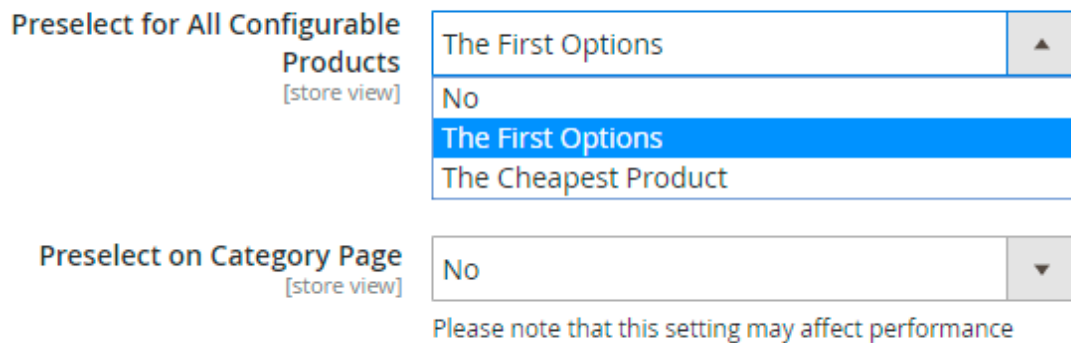 Preselect for All Configurable
Products
[store view]
The First Options
No
The First Options
The Cheapest Product
Preselect on Category Page
[store view]
No
Please note that this setting may affect performance